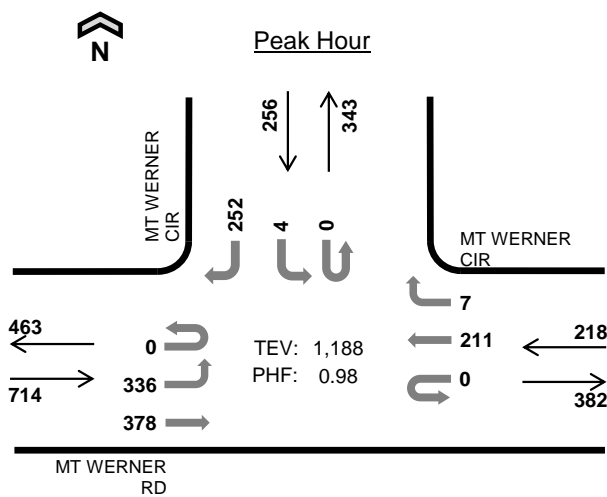 Peak Hour
N
256
343
MT WERNER
CIR
252
4
0
MT WERNER
CIR
463
0
714
336
378
TEV: 1,188
PHF: 0.98
7
211
0
218
382
MT WERNER
RD